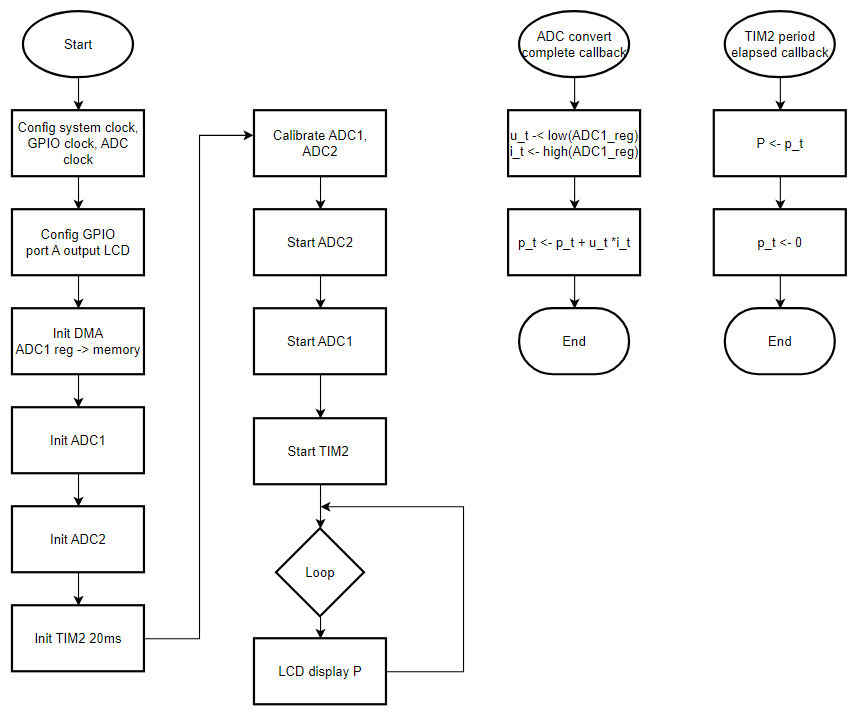 Start
Config system clock,
GPIO clock, ADC
clock
Config GPIO
port A output LCD
Init DMA
ADC1 reg -> memory
Init ADC1
Init ADC2
Init TIM2 20ms
Calibrate ADC1,
ADC2
Start ADC2
Start ADC1
Start TIM2
Loop
LCD display P
ADC convert
complete callback
u_t -< low(ADC1_reg)
i_t <- high(ADC1_reg)
p_t <- p_t + u_t *i_t
End
TIM2 period
elapsed callback
P <- p_t
p_t <- 0
End